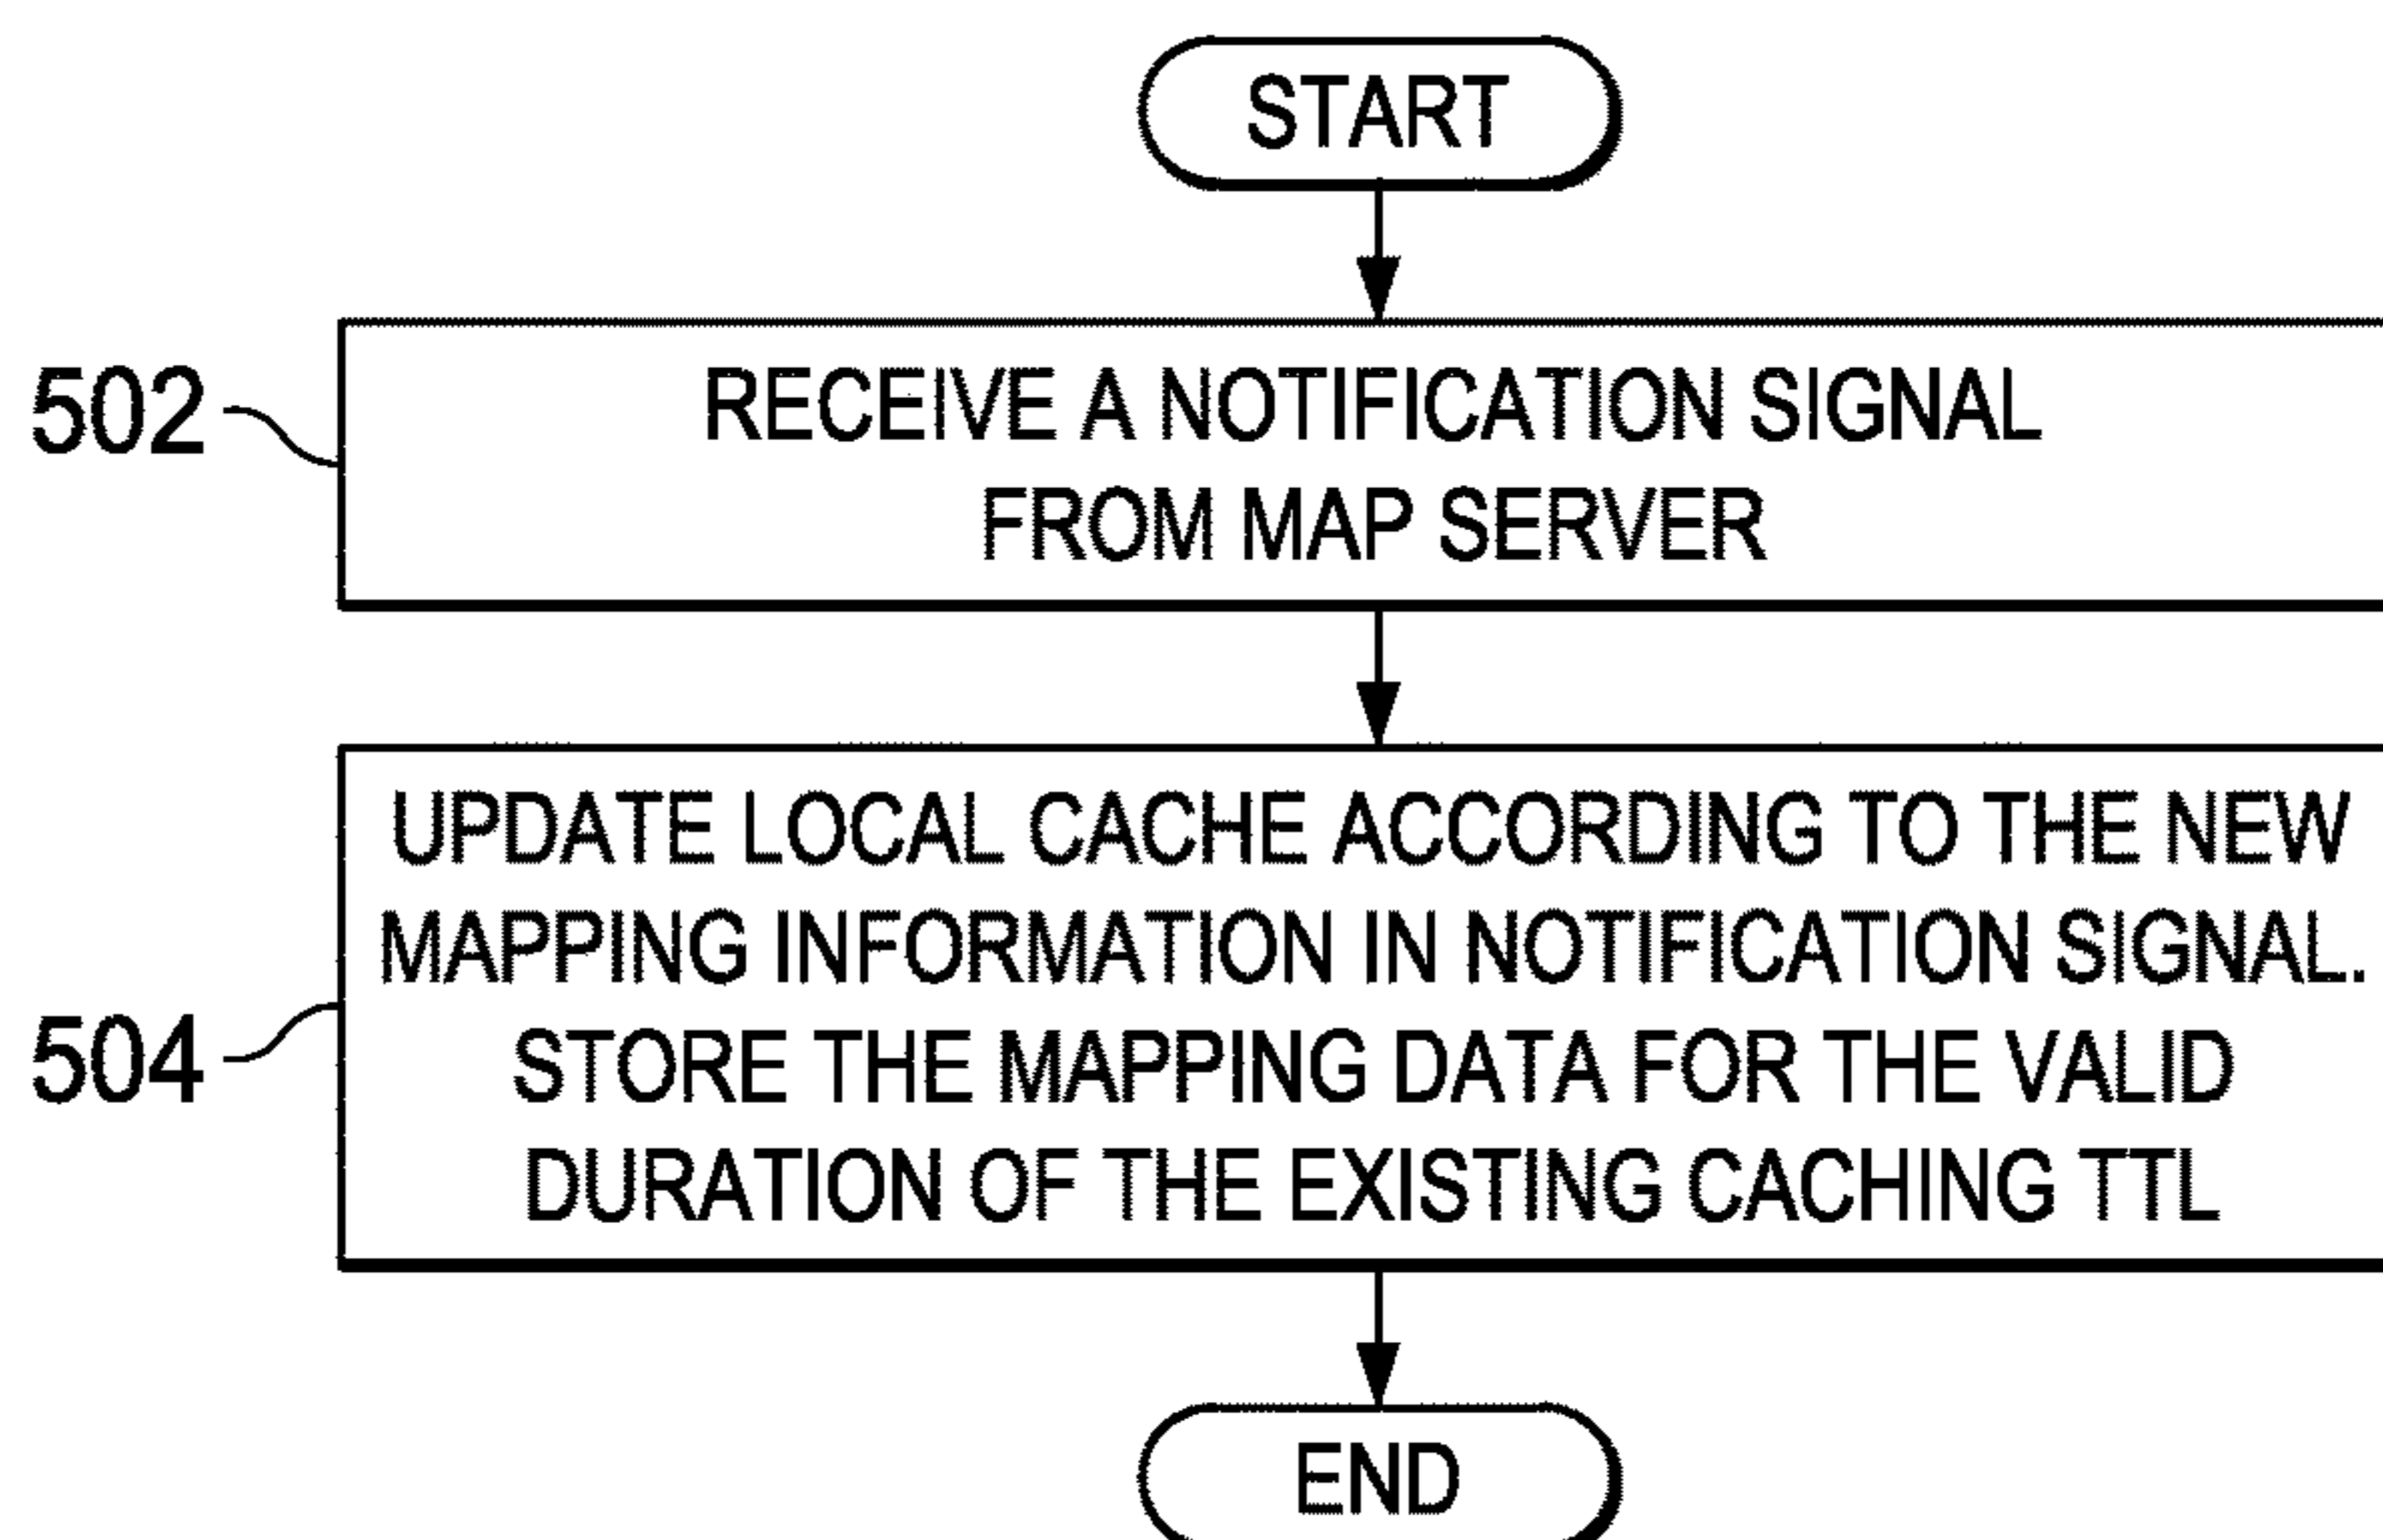 START
502
RECEIVE A NOTIFICATION SIGNAL
FROM MAP SERVER
504
UPDATE LOCAL CACHE ACCORDING TO THE NEW
MAPPING INFORMATION IN NOTIFICATION SIGNAL.
STORE THE MAPPING DATA FOR THE VALID
DURATION OF THE EXISTING CACHING TTL
END